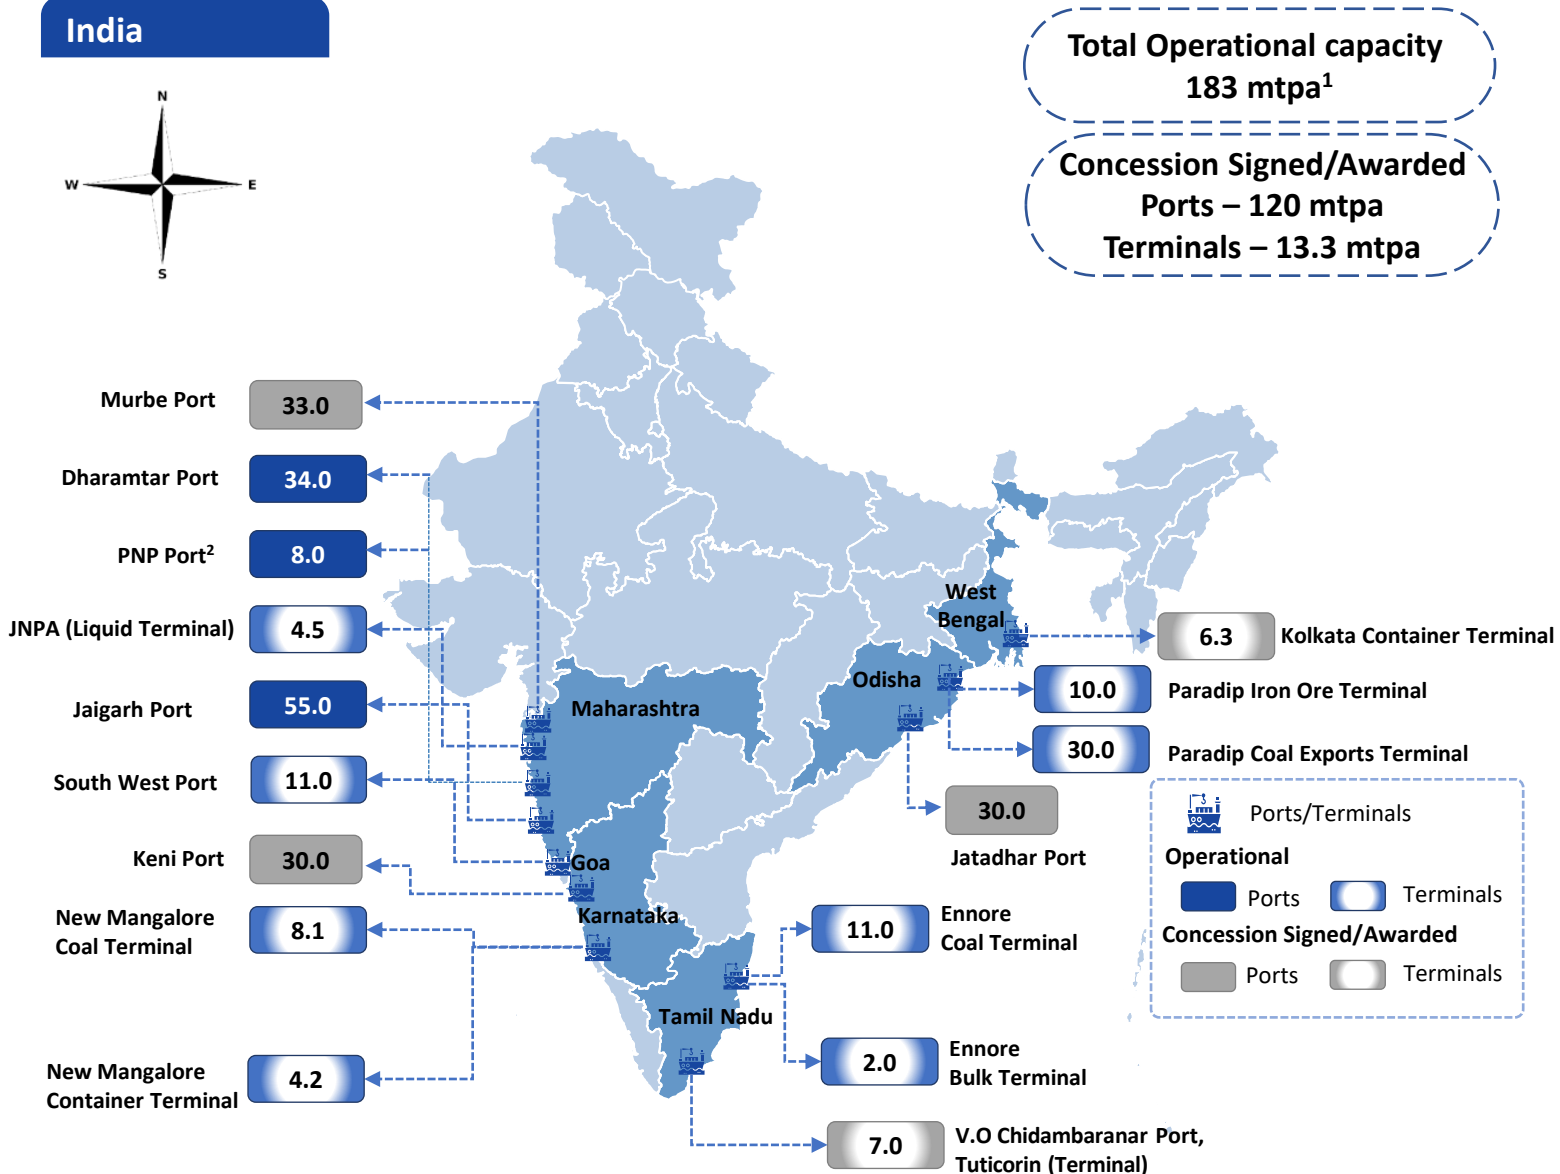 India
Total Operational capacity
183 mtpa¹
Concession Signed/Awarded
Ports – 120 mtpa
Terminals – 13.3 mtpa
N
W
E
S
Murbe Port
33.0
Dharamtar Port
34.0
PNP Port²
8.0
JNPA (Liquid Terminal)
4.5
Jaigarh Port
55.0
South West Port
11.0
Keni Port
30.0
New Mangalore
Coal Terminal
8.1
New Mangalore
Container Terminal
4.2
West
Bengal
Odisha
Maharashtra
Goa
Karnataka
Tamil Nadu
6.3
Kolkata Container Terminal
10.0
Paradip Iron Ore Terminal
30.0
Paradip Coal Exports Terminal
30.0
Jatadhar Port
11.0
Ennore
Coal Terminal
2.0
Ennore
Bulk Terminal
7.0
V.O Chidambaranar Port,
Tuticorin (Terminal)
Ports/Terminals
Operational
Ports
Terminals
Concession Signed/Awarded
Ports
Terminals